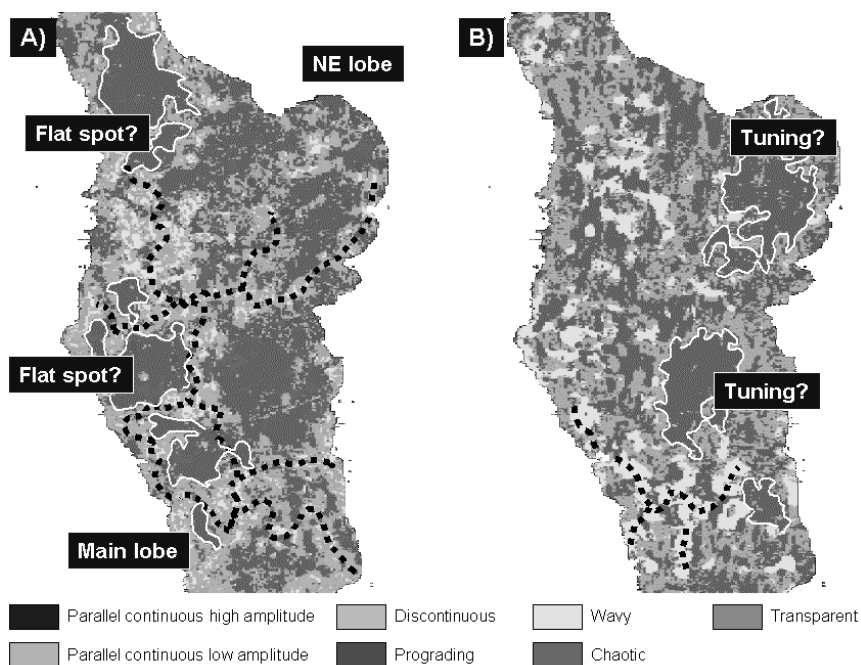 A)
NE lobe
B)
Flat spot?
Tuning?
Flat spot?
Tuning?
Main lobe
Parallel continuous high amplitude
Discontinuous
Wavy
Transparent
Parallel continuous low amplitude
Prograding
Chaotic